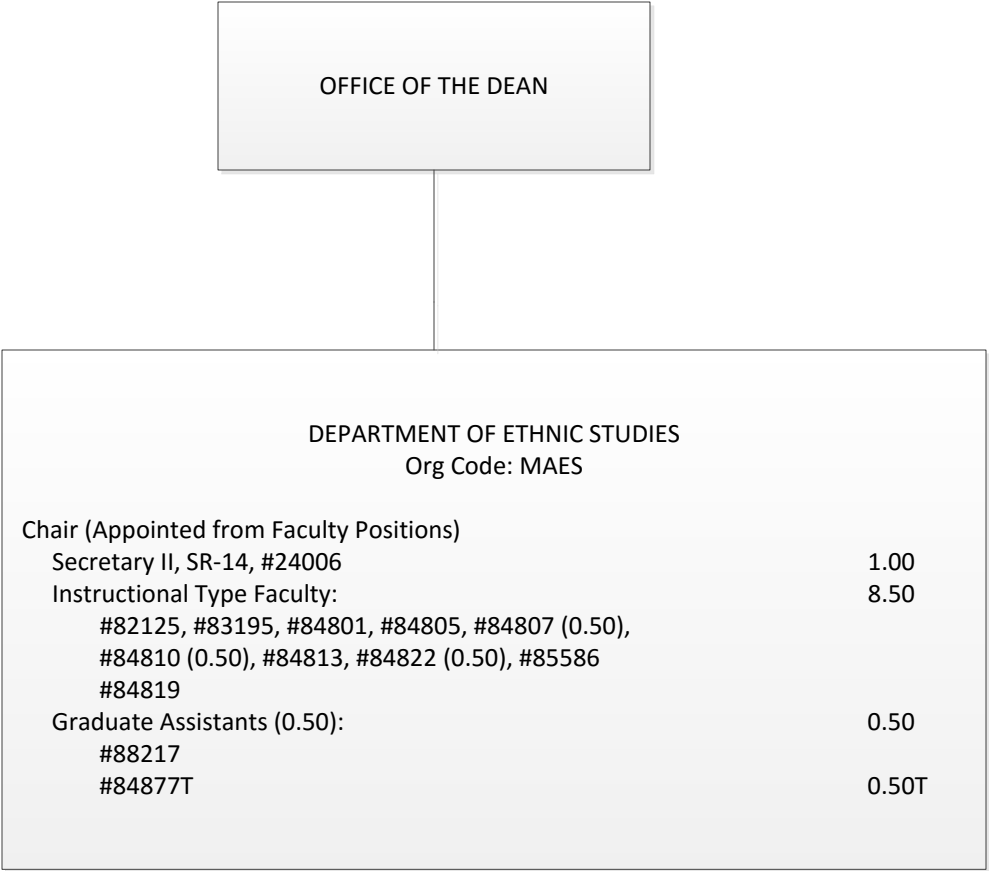 OFFICE OF THE DEAN
DEPARTMENT OF ETHNIC STUDIES
Org Code: MAES
Chair (Appointed from Faculty Positions)
Secretary II, SR-14, #24006 1.00
Instructional Type Faculty: 8.50
#82125, #83195, #84801, #84805, #84807 (0.50),
#84810 (0.50), #84813, #84822 (0.50), #85586
#84819
Graduate Assistants (0.50): 0.50
#88217
#84877T 0.50T